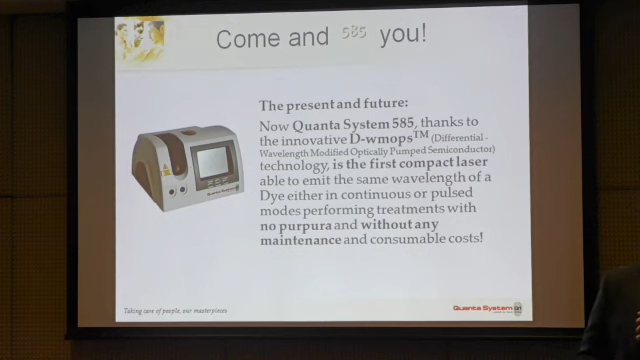 Come and 585 you!
The present and future:
Now Quanta System 585, thanks to
the innovative D-wmops™ (Differential -
Wavelength Modified Optically Pumped Semiconductor)
technology, is the first compact laser
able to emit the same wavelength of a
Dye either in continuous or pulsed
modes performing treatments with
no purpura and without any
maintenance and consumable costs!
Taking care of people, our masterpieces
Quanta System